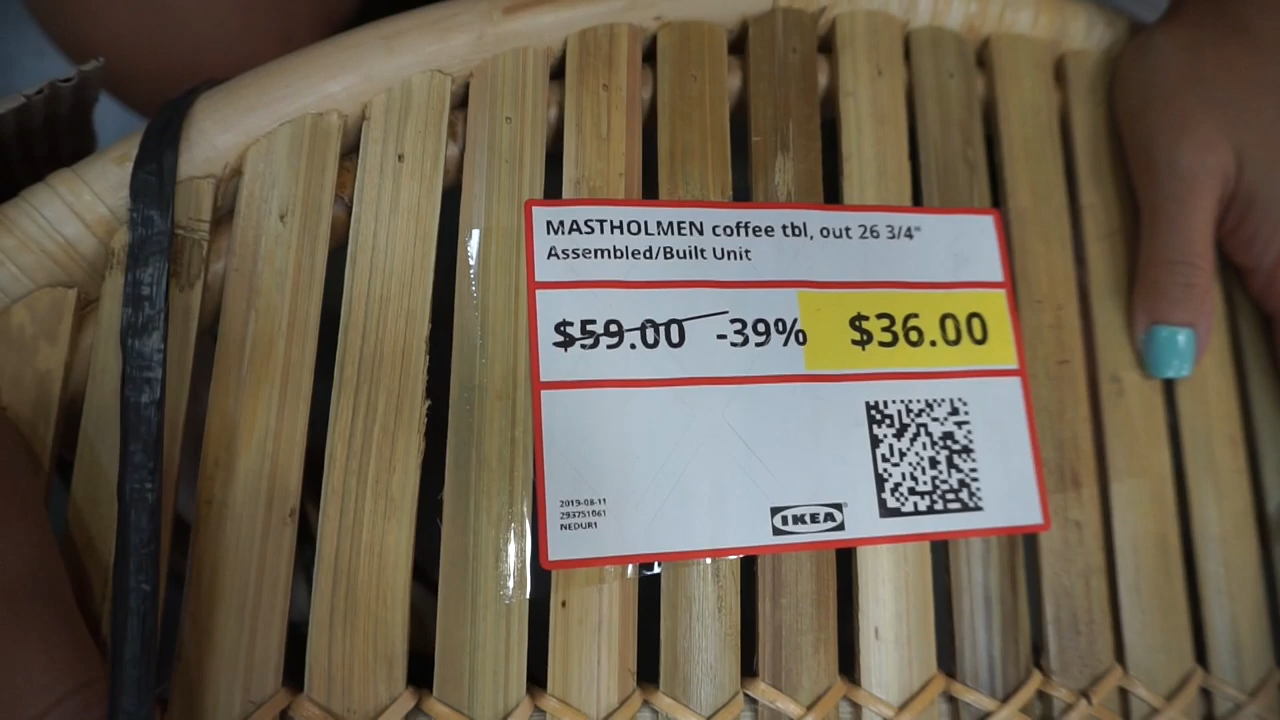 MASTHOLMEN coffee tbl, out 26 3/4"
Assembled/Built Unit
$59.00 -39% $36.00
2019-08-11
293751061
NEDUR1
IKEA